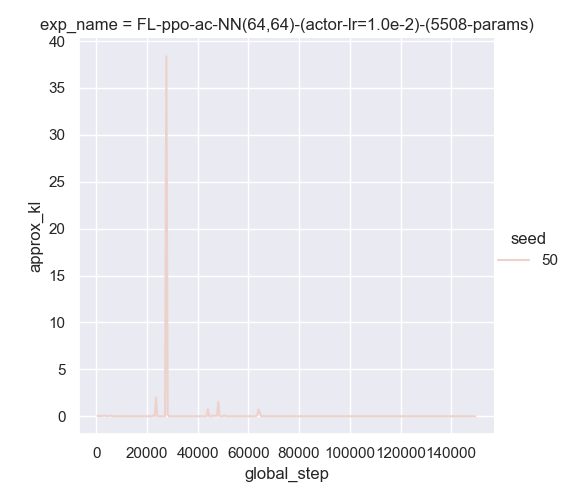 exp_name = FL-ppo-ac-NN(64,64)-(actor-lr=1.0e-2)-(5508-params)
40
35
30
25
20
15
10
5
0
approx_kl
0 20000 40000 60000 80000 100000 120000 140000
global_step
seed
50